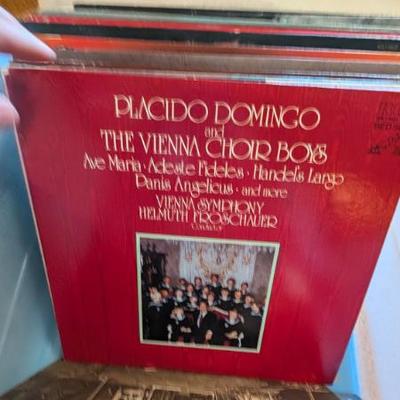 PLACIDO DOMINGO
and
THE VIENNA CHOIR BOYS
Ave Maria · Adeste Fideles · Handel's Largo
Panis Angelicus · and more
VIENNA SYMPHONY
HELMUTH FROSCHAUER
Conductor